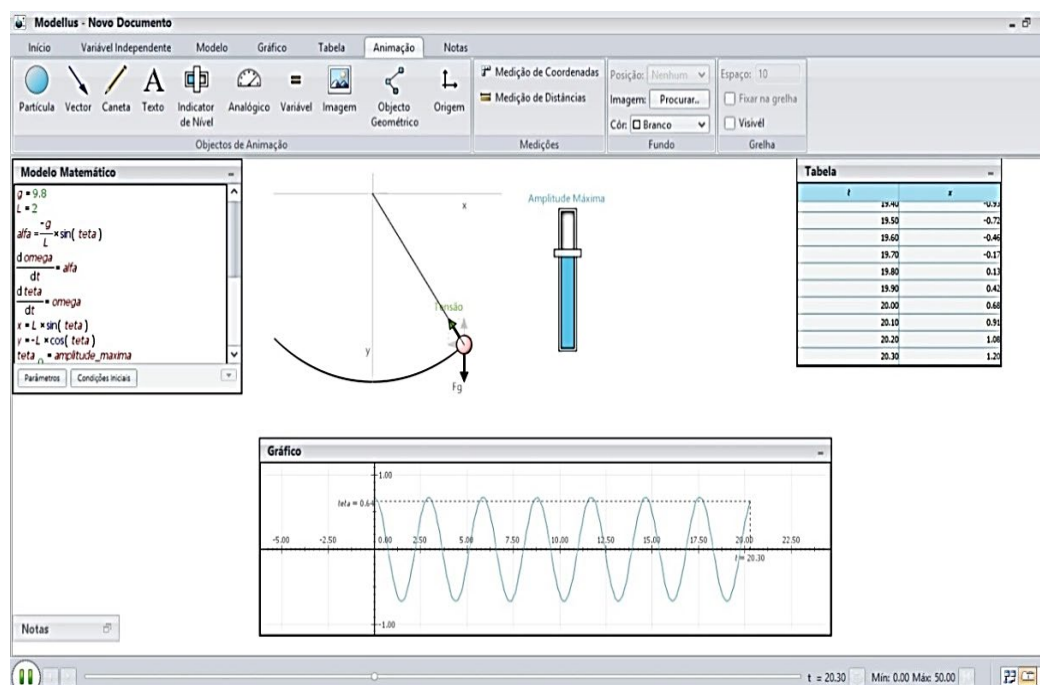 Modellus - Novo Documento
Início Variável Independente Modelo Gráfico Tabela Animação Notas
Partícula Vector Caneta Texto Indicator de Nível Analógico Variável Imagem Objecto Geométrico Origem
Objectos de Animação
Medição de Coordenadas
Medição de Distâncias
Medições
Posição: Nenhum
Imagem: Procurar..
Côr: Branco
Fundo
Espaço: 10
Fixar na grelha
Visivél
Grelha
Modelo Matemático
g = 9.8
L = 2
alfa = -g/L × sin( teta )
d omega/dt = alfa
d teta/dt = omega
x = L × sin( teta )
y = -L × cos( teta )
teta 0 = amplitude_maxima
Parâmetros Condições Iniciais
x
y
Tensão
Fg
Amplitude Máxima
Tabela
t x
19.40 -0.93
19.50 -0.72
19.60 -0.46
19.70 -0.17
19.80 0.13
19.90 0.42
20.00 0.68
20.10 0.91
20.20 1.08
20.30 1.20
Gráfico
1.00
teta = 0.64
-5.00 -2.50 0.00 2.50 5.00 7.50 10.00 12.50 15.00 17.50 20.00 22.50
t = 20.30
-1.00
Notas
t = 20.30 Min: 0.00 Máx: 50.00